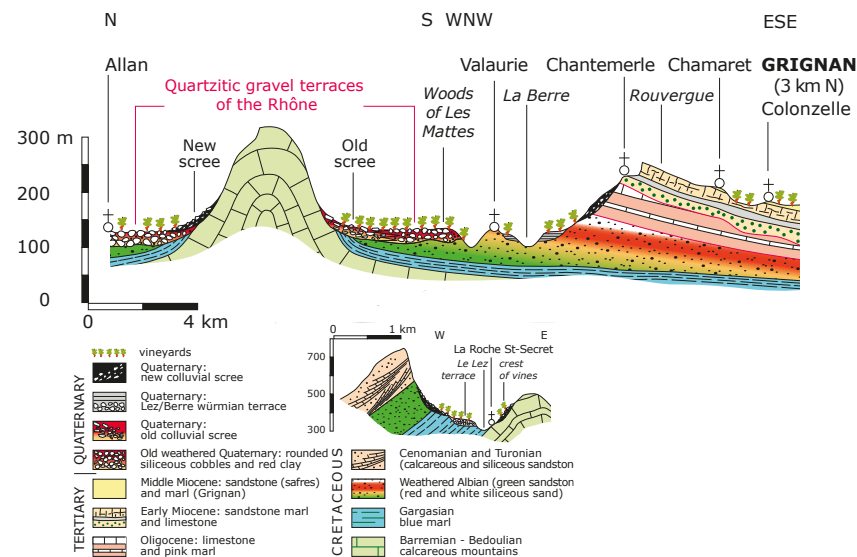 N
S WNW
ESE
Allan
Quartzitic gravel terraces
of the Rhône
Woods
of Les
Mattes
Valaurie
La Berre
Chantemerle
Rouvergue
Chamaret
GRIGNAN
(3 km N)
Colonzelle
New
scree
Old
scree
300 m
200
100
0
0
4 km
0
1 km
W
E
La Roche St-Secret
Le Lez
terrace
crest
of vines
700
500
300
QUATERNARY
vineyards
Quaternary:
new colluvial scree
Quaternary:
Lez/Berre würmian terrace
Quaternary:
old colluvial scree
Old weathered Quaternary: rounded
siliceous cobbles and red clay
TERTIARY
Middle Miocene: sandstone (safres)
and marl (Grignan)
Early Miocene: sandstone marl
and limestone
Oligocene: limestone
and pink marl
CRETACEOUS
Cenomanian and Turonian
(calcareous and siliceous sandston
Weathered Albian (green sandston
(red and white siliceous sand)
Gargasian
blue marl
Barremian - Bedoulian
calcareous mountains